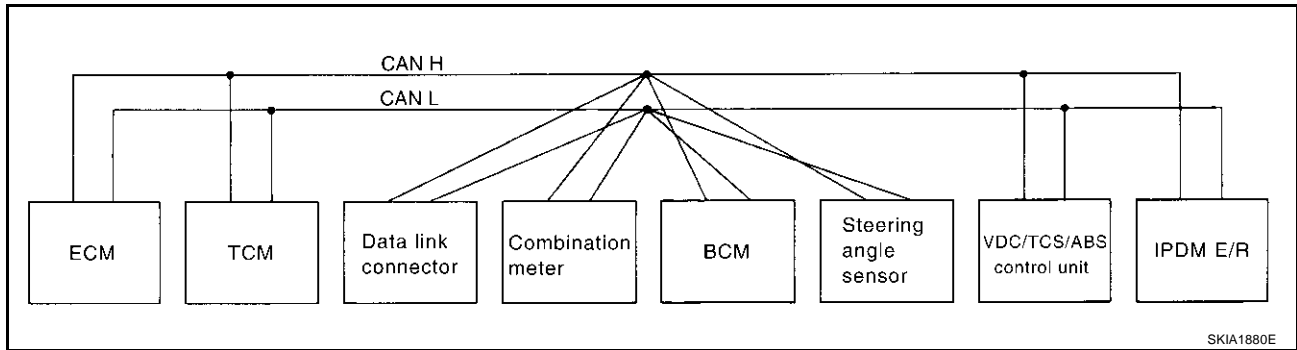 CAN H
CAN L
ECM
TCM
Data link
connector
Combination
meter
BCM
Steering
angle
sensor
VDC/TCS/ABS
control unit
IPDM E/R
SKIA1880E